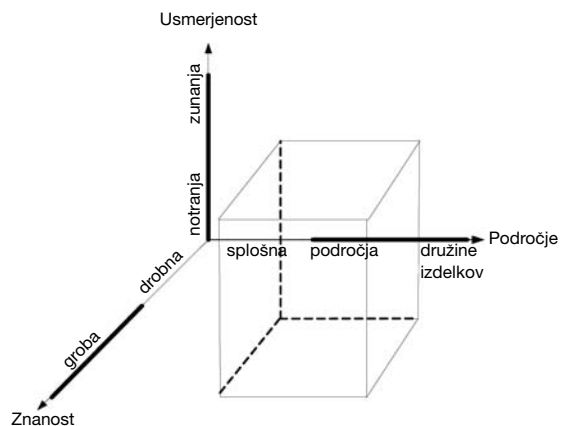 Usmerjenost
zunanja
notranja
Področje
splošna
področja
družine
izdelkov
drobna
groba
Znanost